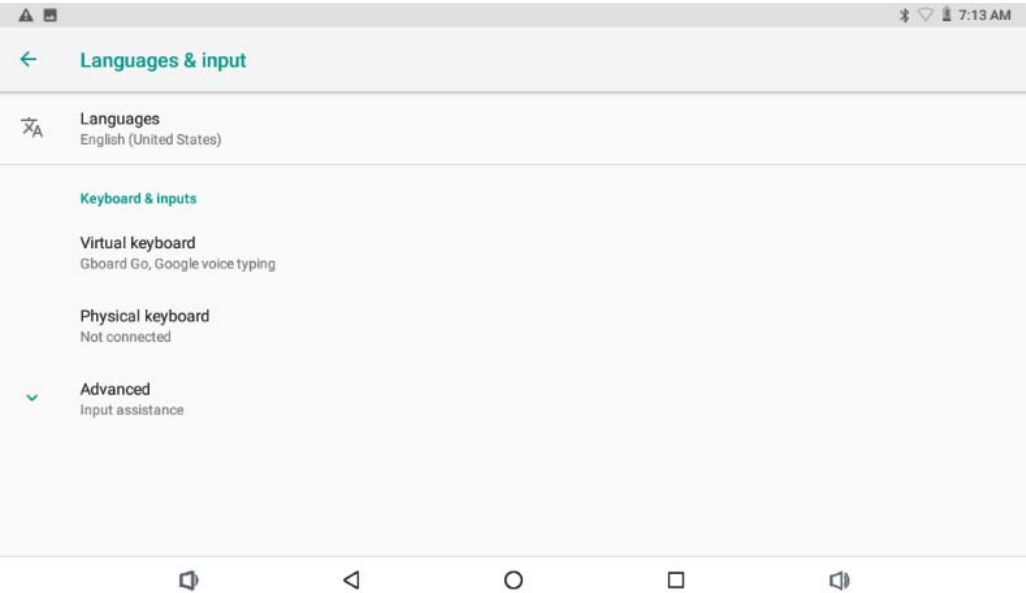 7:13 AM
Languages & input
Languages
English (United States)
Keyboard & inputs
Virtual keyboard
Gboard Go, Google voice typing
Physical keyboard
Not connected
Advanced
Input assistance